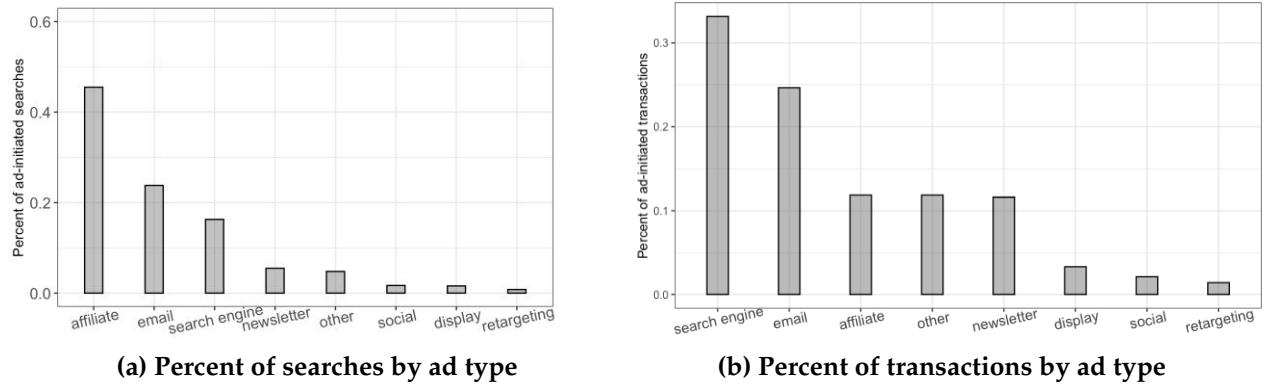 Percent of ad-initiated searches
0.6
0.4
0.2
0.0
affiliate
email
search engine
newsletter
other
social
display
retargeting
(a) Percent of searches by ad type
Percent of ad-initiated transactions
0.3
0.2
0.1
0.0
search engine
email
affiliate
other
newsletter
display
social
retargeting
(b) Percent of transactions by ad type